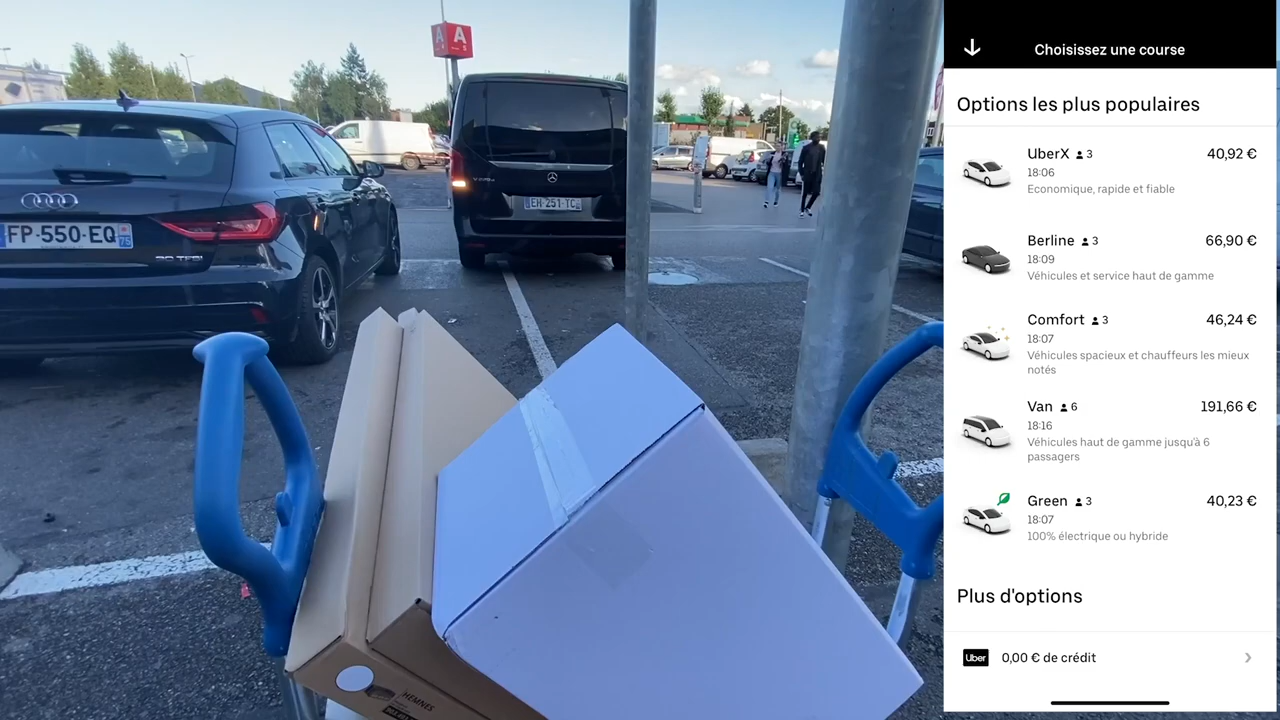 A A
S
FP-550-EQ
75
30 TFSI
EH-251-TC
HEMNES
Choisissez une course
Options les plus populaires
UberX 3 40,92 €
18:06
Economique, rapide et fiable
Berline 3 66,90 €
18:09
Véhicules et service haut de gamme
Comfort 3 46,24 €
18:07
Véhicules spacieux et chauffeurs les mieux
notés
Van 6 191,66 €
18:16
Véhicules haut de gamme jusqu'à 6
passagers
Green 3 40,23 €
18:07
100% électrique ou hybride
Plus d'options
Uber 0,00 € de crédit